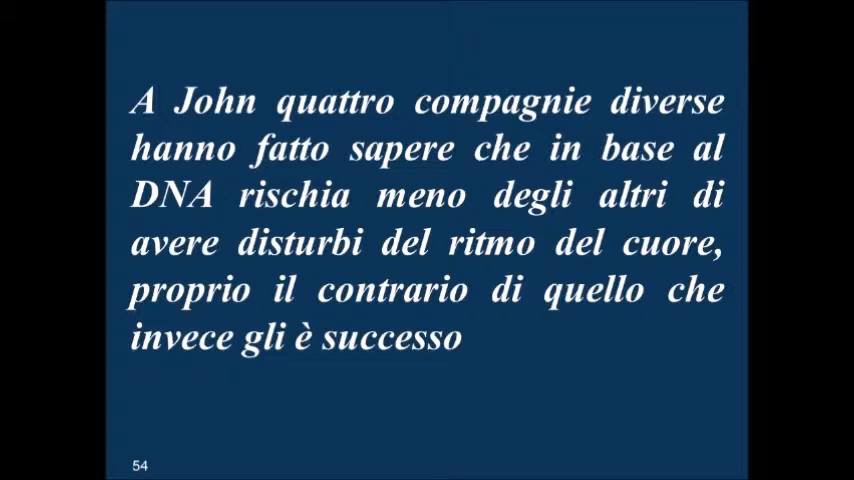 A John quattro compagnie diverse
hanno fatto sapere che in base al
DNA rischia meno degli altri di
avere disturbi del ritmo del cuore,
proprio il contrario di quello che
invece gli è successo
54